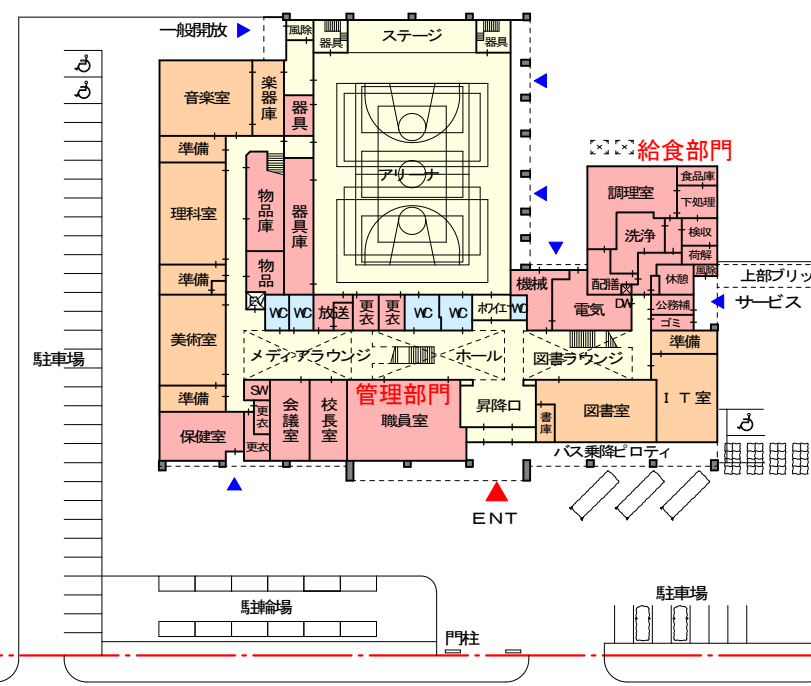 一般開放
風除
器具
ステージ
器具
音楽室
楽器庫
器具
給食部門
準備
アリーナ
調理室
食品庫
下処理
理科室
物品庫
器具庫
洗浄
検収
荷解
物品
準備
機械
配膳
休憩
風除
上部ブリッ
EV
DW
サービス
WC
WC
放送
更衣
更衣
WC
WC
ホワイエ
WC
電気
公務補
ゴミ
美術室
駐車場
メディアラウンジ
ホール
図書ラウンジ
準備
準備
SW
更衣
会議室
校長室
管理部門
職員室
昇降口
書庫
図書室
ＩＴ室
保健室
更衣
バス乗降ピロティ
ENT
駐輪場
駐車場
門柱